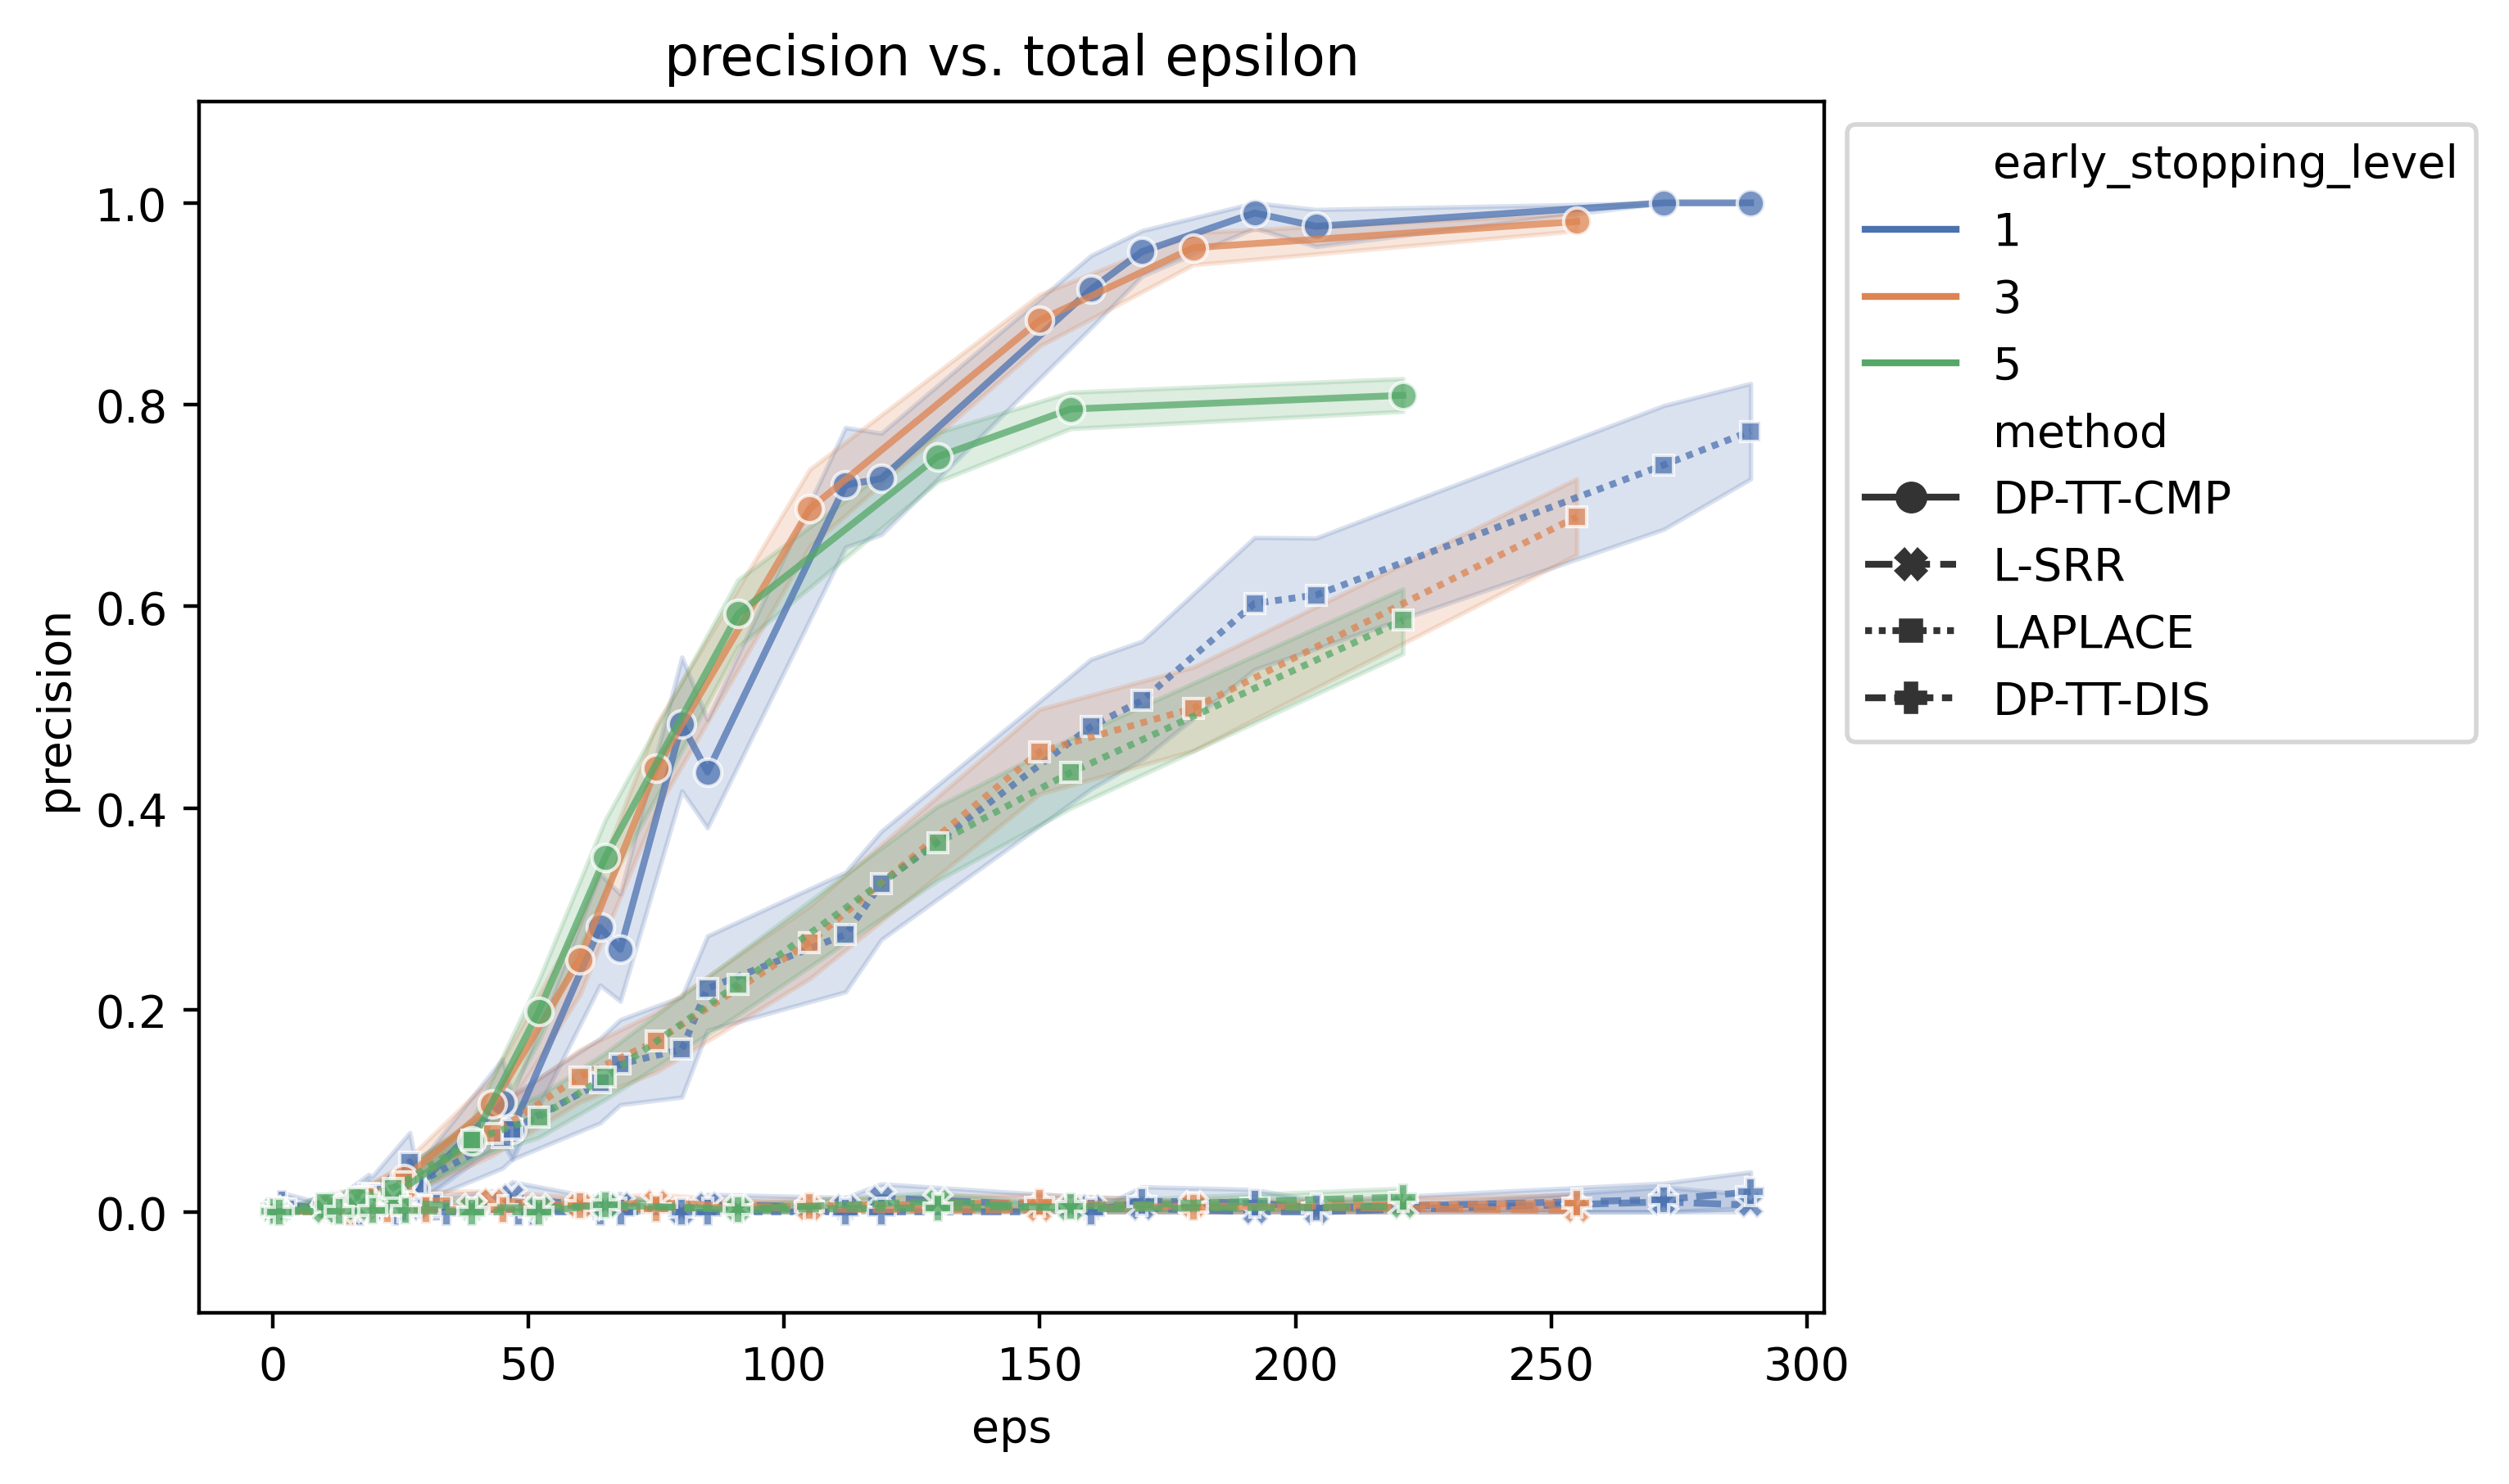 precision vs. total epsilon
precision
1.0
0.8
0.6
0.4
0.2
0.0
0
50
100
150
200
250
300
eps
early_stopping_level
1
3
5
method
DP-TT-CMP
L-SRR
LAPLACE
DP-TT-DIS